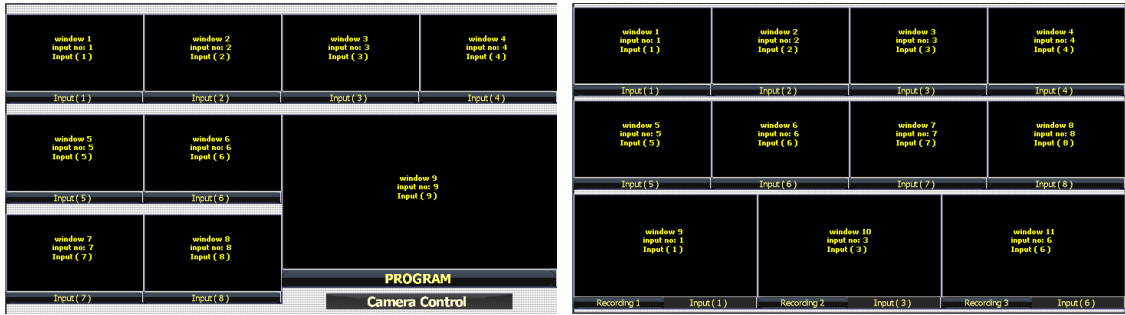 window 1
input no: 1
Input ( 1 )
window 2
input no: 2
Input ( 2 )
window 3
input no: 3
Input ( 3 )
window 4
input no: 4
Input ( 4 )
Input ( 1 )
Input ( 2 )
Input ( 3 )
Input ( 4 )
window 5
input no: 5
Input ( 5 )
window 6
input no: 6
Input ( 6 )
Input ( 5 )
Input ( 6 )
window 9
input no: 9
Input ( 9 )
window 7
input no: 7
Input ( 7 )
window 8
input no: 8
Input ( 8 )
Input ( 7 )
Input ( 8 )
PROGRAM
Camera Control
window 1
input no: 1
Input ( 1 )
window 2
input no: 2
Input ( 2 )
window 3
input no: 3
Input ( 3 )
window 4
input no: 4
Input ( 4 )
Input ( 1 )
Input ( 2 )
Input ( 3 )
Input ( 4 )
window 5
input no: 5
Input ( 5 )
window 6
input no: 6
Input ( 6 )
window 7
input no: 7
Input ( 7 )
window 8
input no: 8
Input ( 8 )
Input ( 5 )
Input ( 6 )
Input ( 7 )
Input ( 8 )
window 9
input no: 1
Input ( 1 )
window 10
input no: 3
Input ( 3 )
window 11
input no: 6
Input ( 6 )
Recording 1
Input ( 1 )
Recording 2
Input ( 3 )
Recording 3
Input ( 6 )